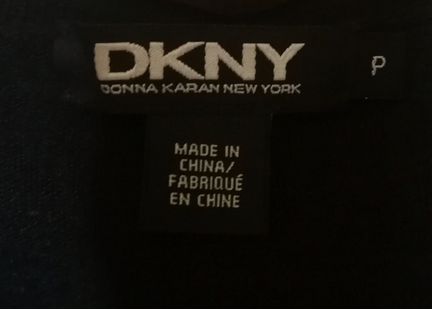 DKNY P
DONNA KARAN NEW YORK
MADE IN
CHINA/
FABRIQUÉ
EN CHINE